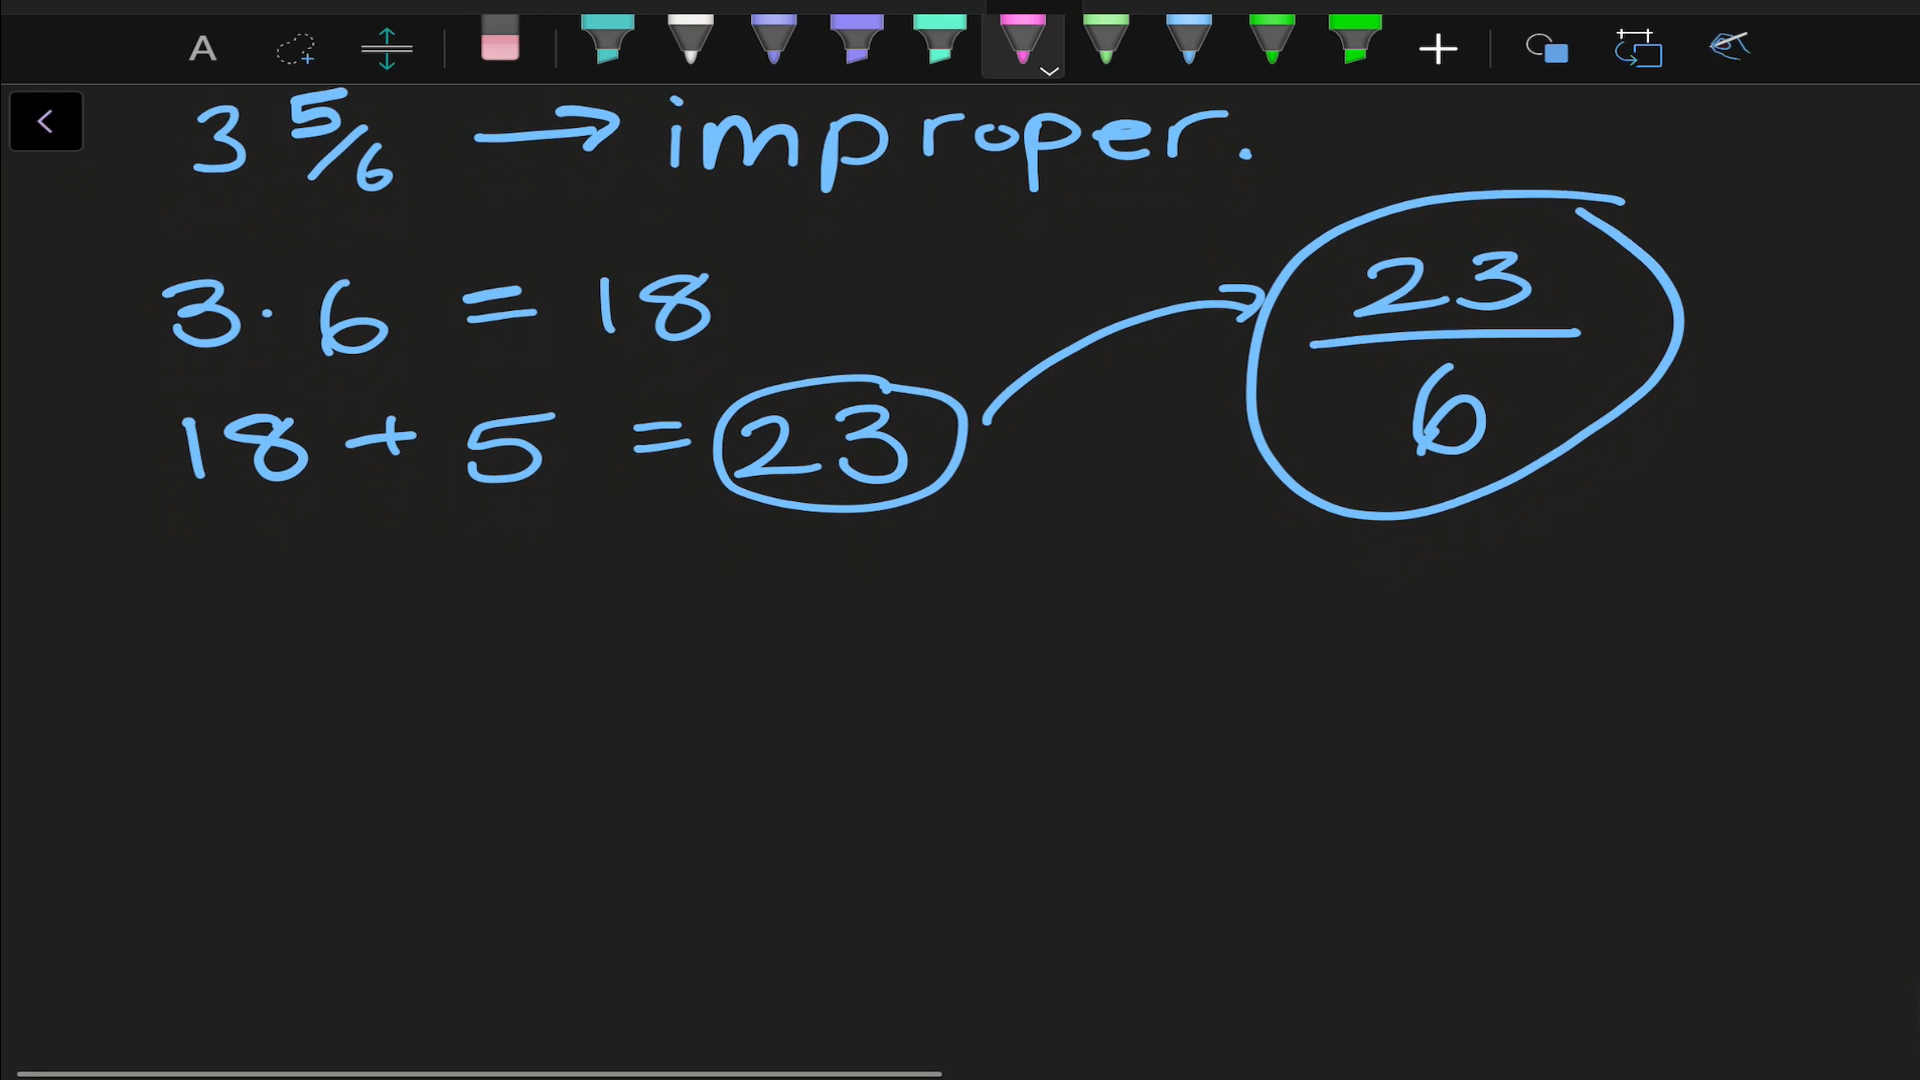 A
3 5/6 → improper.
3 · 6 = 18
18 + 5 = 23
23
6